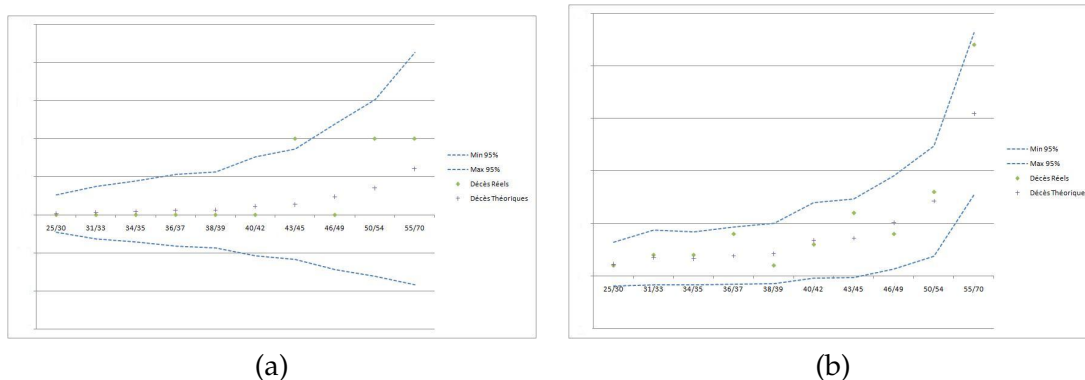 25/30 31/33 34/35 36/37 38/39 40/42 43/45 46/49 50/54 55/70
Min 95%
Max 95%
Décès Réels
Décès Théoriques
(a)
25/30 31/33 34/35 36/37 38/39 40/42 43/45 46/49 50/54 55/70
Min 95%
Max 95%
Décès Réels
Décès Théorique
(b)